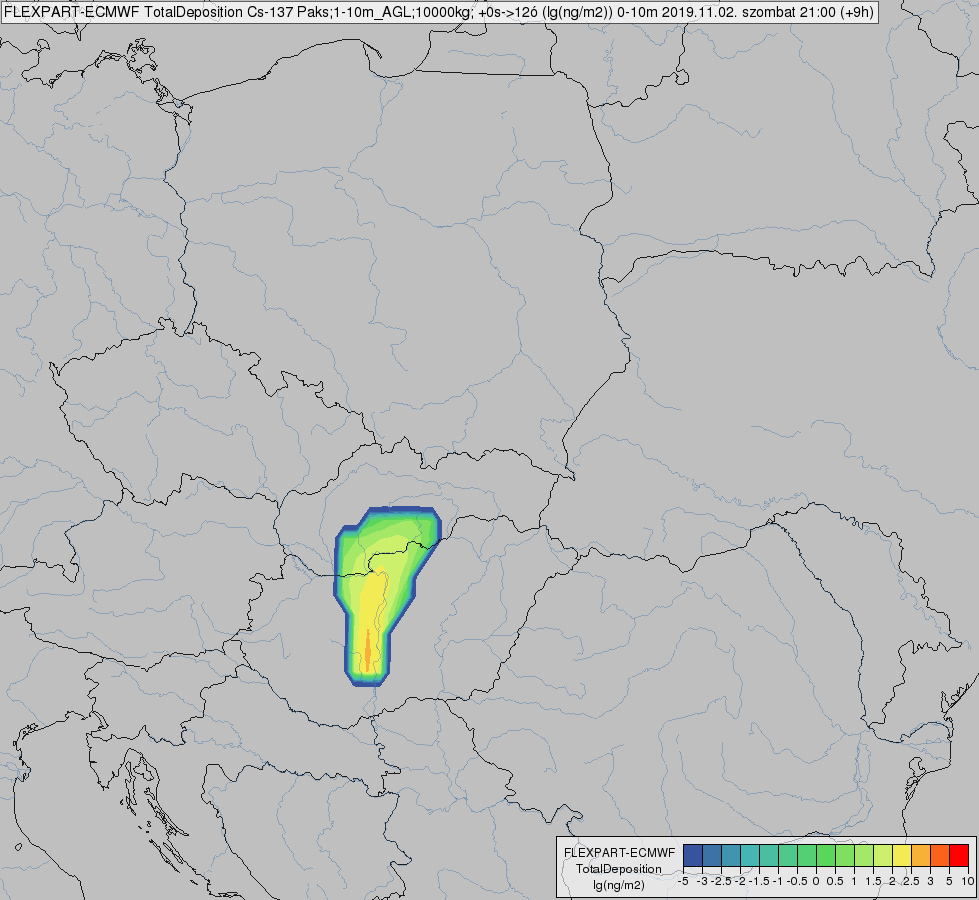 FLEXPART-ECMWF TotalDeposition Cs-137 Paks;1-10m_AGL;10000kg; +0s->12ó (lg(ng/m2)) 0-10m 2019.11.02. szombat 21:00 (+9h)
FLEXPART-ECMWF
TotalDeposition
lg(ng/m2)
-5 -3 -2.5 -2 -1.5 -1 -0.5 0 0.5 1 1.5 2 2.5 3 5 10